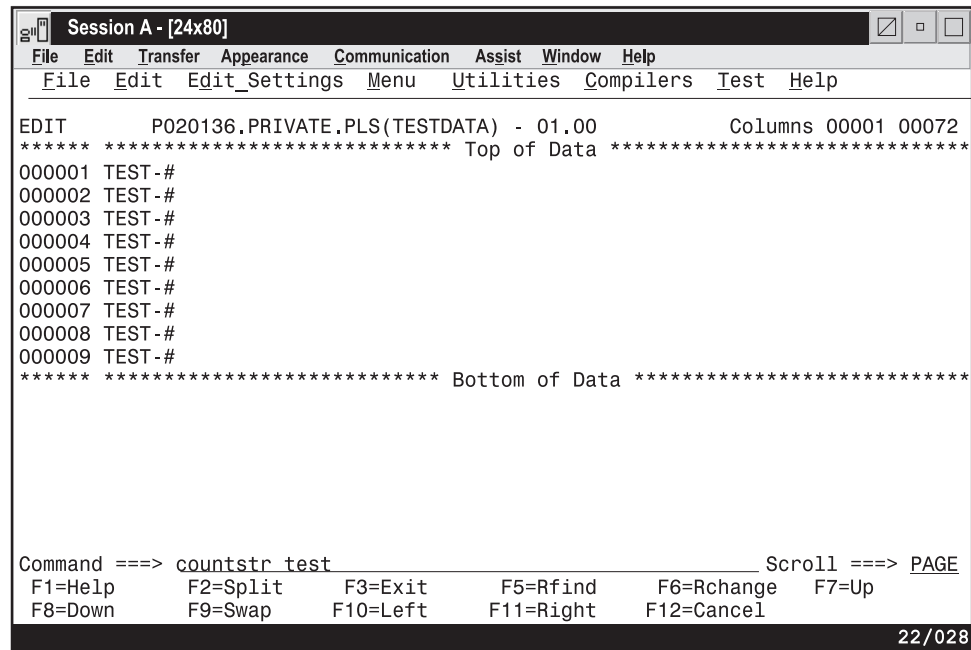 Session A - [24x80]
File Edit Transfer Appearance Communication Assist Window Help
File Edit Edit_Settings Menu Utilities Compilers Test Help
EDIT PO20136.PRIVATE.PLS(TESTDATA) - 01.00 Columns 00001 00072
****** ***************************** Top of Data ******************************
000001 TEST-#
000002 TEST-#
000003 TEST-#
000004 TEST-#
000005 TEST-#
000006 TEST-#
000007 TEST-#
000008 TEST-#
000009 TEST-#
****** **************************** Bottom of Data ****************************
Command ===> countstr test Scroll ===> PAGE
F1=Help F2=Split F3=Exit F5=Rfind F6=Rchange F7=Up
F8=Down F9=Swap F10=Left F11=Right F12=Cancel
22/028